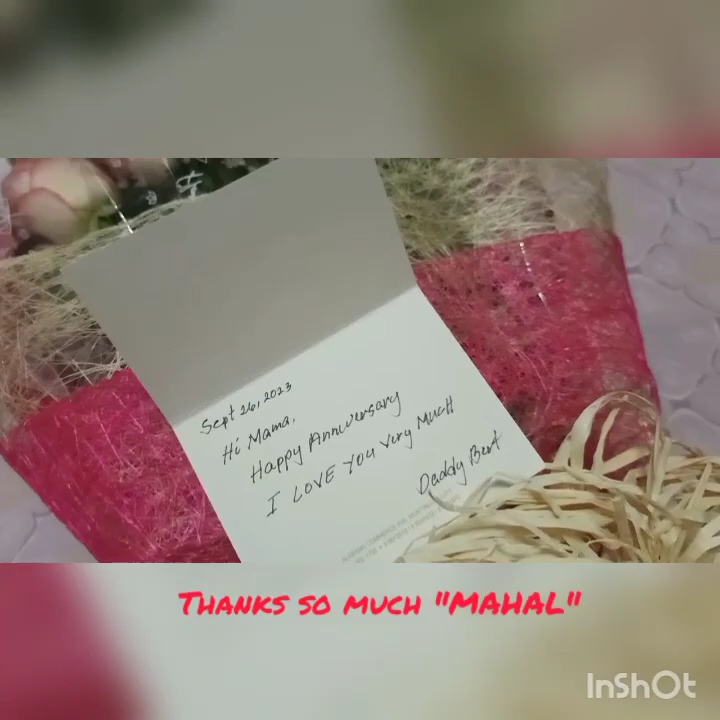 Sept 26, 2023
Hi Mama,
Happy Anniversary
I LOVE YOU Very Much
Daddy Bert
THANKS SO MUCH "MAHAL"
InShOt